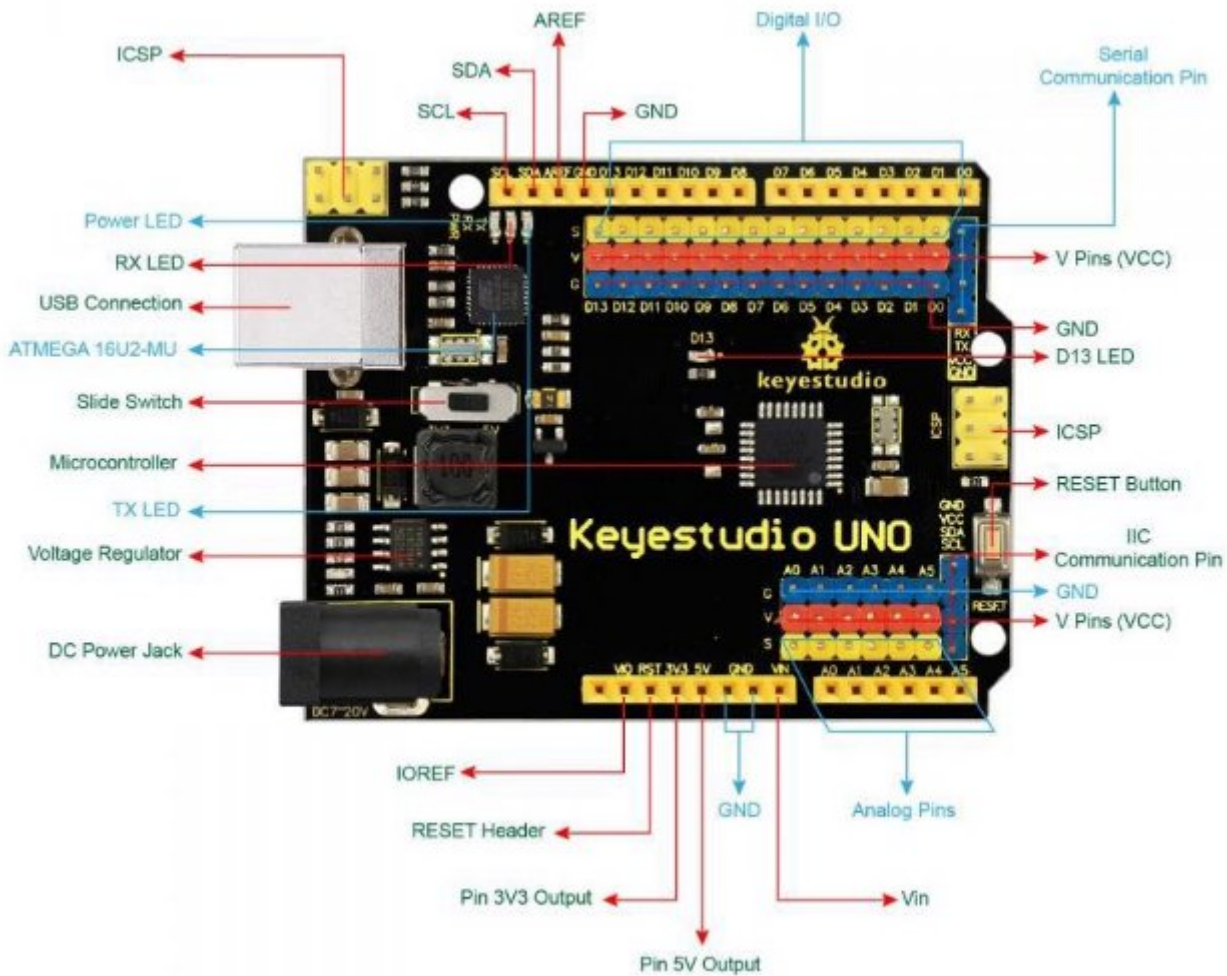 AREF
Digital I/O
ICSP
SDA
Serial
Communication Pin
SCL
GND
SCL SDA AREF GND D13 D12 D11 D10 D9 D8
D7 D6 D5 D4 D3 D2 D1 D0
Power LED
TX
RX
PWR
S
V
G
V Pins (VCC)
RX LED
USB Connection
D13 D12 D11 D10 D9 D8 D7 D6 D5 D4 D3 D2 D1 D0
GND
RX
TX
VCC
GND
ATMEGA 16U2-MU
D13
D13 LED
keyestudio
Slide Switch
ICSP
ICSP
Microcontroller
100
RESET Button
TX LED
GND
VCC
SDA
SCL
Keyestudio UNO
IIC
Communication Pin
Voltage Regulator
A0 A1 A2 A3 A4 A5
G
V
S
GND
RESET
V Pins (VCC)
DC Power Jack
VIO RST 3V3 5V GND VIN
A0 A1 A2 A3 A4 A5
DC7~20V
IOREF
GND
Analog Pins
RESET Header
Pin 3V3 Output
Vin
Pin 5V Output